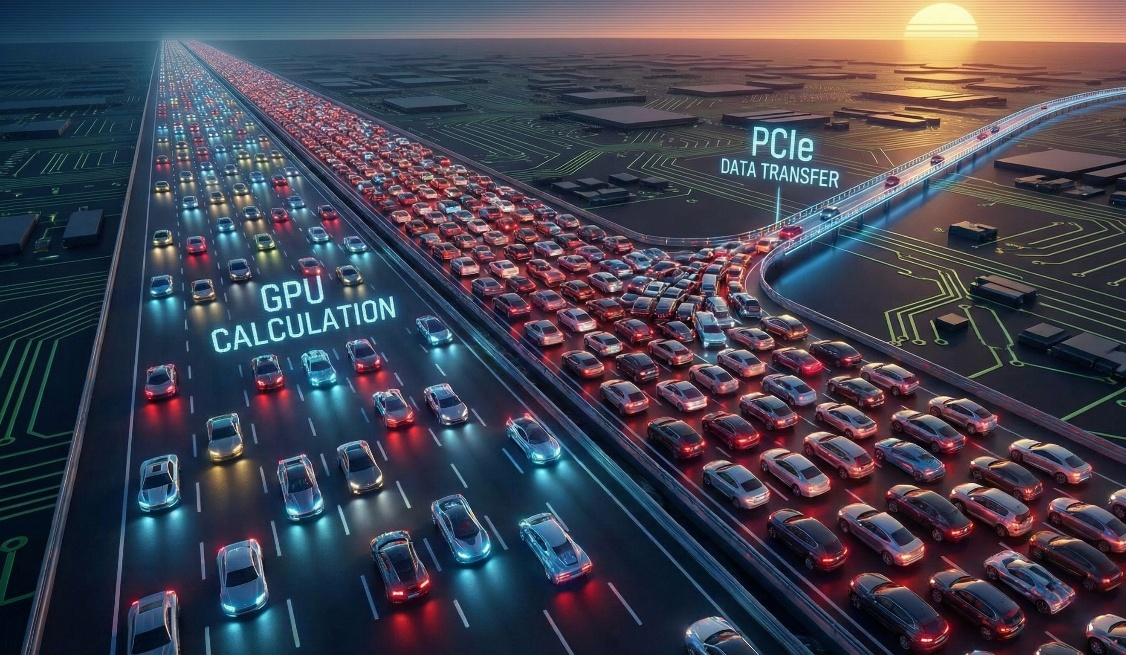 GPU
CALCULATION
PCIe
DATA TRANSFER